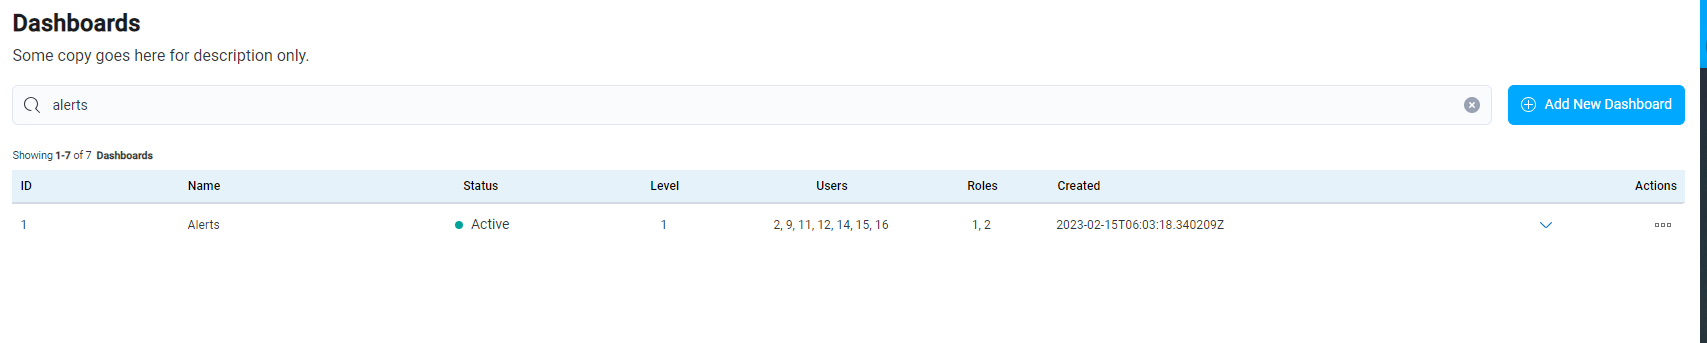 Dashboards
Some copy goes here for description only.
alerts
Add New Dashboard
Showing 1-7 of 7 Dashboards
ID Name Status Level Users Roles Created Actions
1 Alerts Active 1 2, 9, 11, 12, 14, 15, 16 1, 2 2023-02-15T06:03:18.340209Z